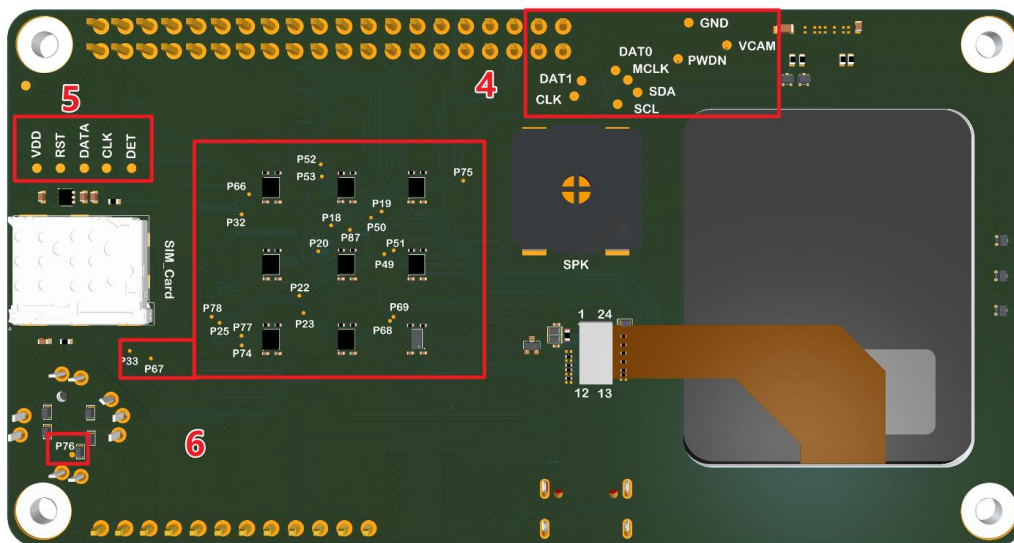 4
GND
VCAM
DAT0
PWDN
MCLK
DAT1
SDA
CLK
SCL
5
VDD
RST
DATA
CLK
DET
P52
P53
P75
P66
P32
P19
P18
P50
P87
P20
P51
P49
SIM_Card
SPK
P22
P78
P25
P23
P69
P68
P77
P74
1 24
12 13
P33
P67
P76
6